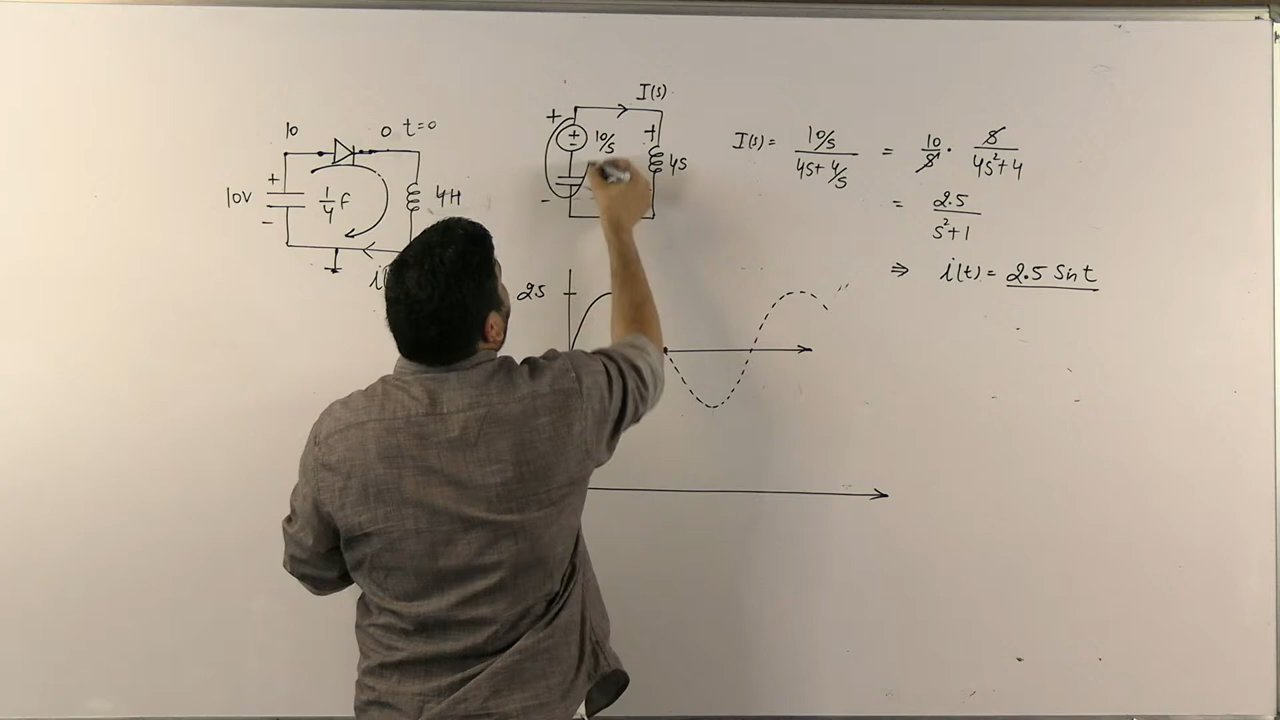 10
0 t=0
+
10V
-
1/4 F
4H
I(s)
+
+
-
10/s
+
4s
-
I(s) = (10/s)/(4s+4/s) = 10/s · s/(4s²+4)
= 2.5/(s²+1)
⇒ i(t) = 2.5 Sin t
2.5